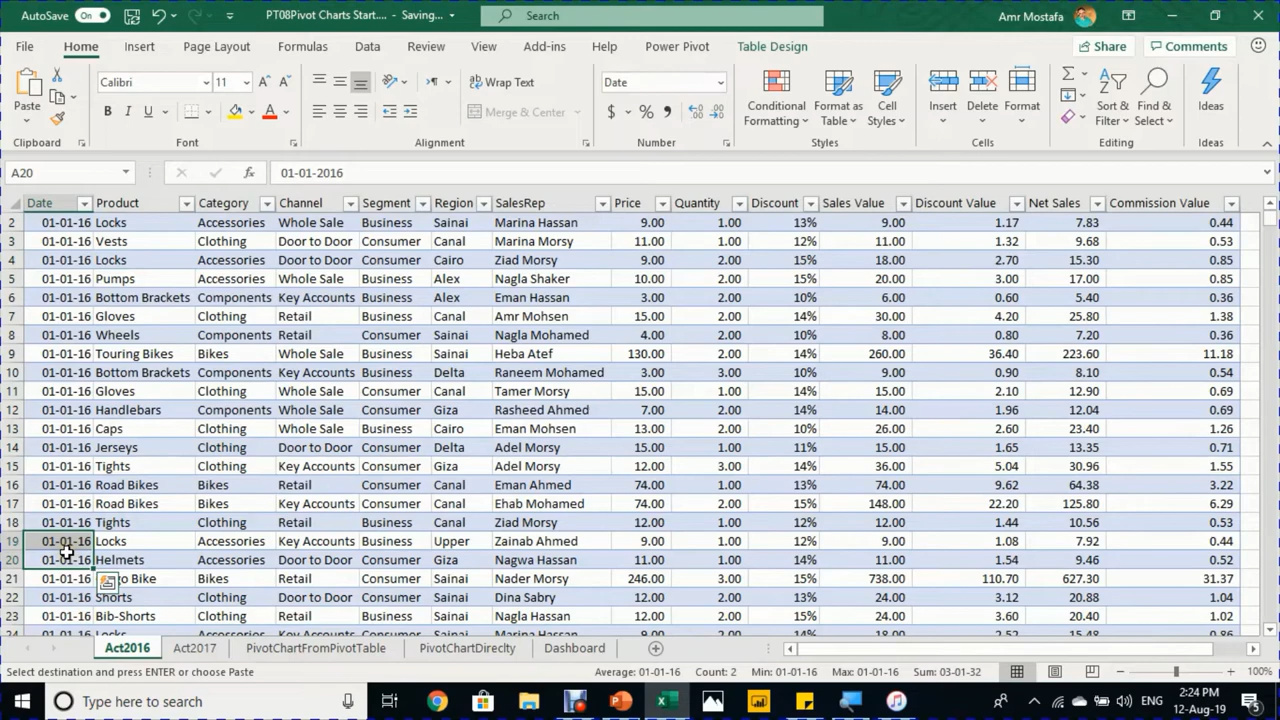 AutoSave On PT08Pivot Charts Start.... - Saving... Search Amr Mostafa
File Home Insert Page Layout Formulas Data Review View Add-ins Help Power Pivot Table Design Share Comments
Calibri 11 Wrap Text Date
Paste B I U Merge & Center $ % Conditional Formatting Format as Table Cell Styles Insert Delete Format Sort & Filter Find & Select Ideas
Clipboard Font Alignment Number Styles Cells Editing Ideas
A20 fx 01-01-2016
Date Product Category Channel Segment Region SalesRep Price Quantity Discount Sales Value Discount Value Net Sales Commission Value
2 01-01-16 Locks Accessories Whole Sale Business Sainai Marina Hassan 9.00 1.00 13% 9.00 1.17 7.83 0.44
3 01-01-16 Vests Clothing Door to Door Consumer Canal Marina Morsy 11.00 1.00 12% 11.00 1.32 9.68 0.53
4 01-01-16 Locks Accessories Door to Door Consumer Cairo Ziad Morsy 9.00 2.00 15% 18.00 2.70 15.30 0.85
5 01-01-16 Pumps Accessories Whole Sale Business Alex Nagla Shaker 10.00 2.00 15% 20.00 3.00 17.00 0.85
6 01-01-16 Bottom Brackets Components Key Accounts Business Alex Eman Hassan 3.00 2.00 10% 6.00 0.60 5.40 0.36
7 01-01-16 Gloves Clothing Retail Business Canal Amr Mohsen 15.00 2.00 14% 30.00 4.20 25.80 1.38
8 01-01-16 Wheels Components Retail Business Sainai Nagla Mohamed 4.00 2.00 10% 8.00 0.80 7.20 0.36
9 01-01-16 Touring Bikes Bikes Whole Sale Business Sainai Heba Atef 130.00 2.00 14% 260.00 36.40 223.60 11.18
10 01-01-16 Bottom Brackets Components Key Accounts Business Delta Raneem Mohamed 3.00 3.00 10% 9.00 0.90 8.10 0.54
11 01-01-16 Gloves Clothing Whole Sale Consumer Canal Tamer Morsy 15.00 1.00 14% 15.00 2.10 12.90 0.69
12 01-01-16 Handlebars Components Key Accounts Consumer Giza Rasheed Ahmed 7.00 2.00 14% 14.00 1.96 12.04 0.69
13 01-01-16 Caps Clothing Whole Sale Business Cairo Eman Mohsen 13.00 2.00 10% 26.00 2.60 23.40 1.26
14 01-01-16 Jerseys Clothing Door to Door Consumer Delta Adel Morsy 15.00 1.00 11% 15.00 1.65 13.35 0.71
15 01-01-16 Tights Clothing Key Accounts Consumer Giza Adel Morsy 12.00 3.00 14% 36.00 5.04 30.96 1.55
16 01-01-16 Road Bikes Bikes Retail Consumer Canal Eman Ahmed 74.00 1.00 13% 74.00 9.62 64.38 3.22
17 01-01-16 Road Bikes Bikes Key Accounts Consumer Canal Ehab Mohamed 74.00 2.00 15% 148.00 22.20 125.80 6.29
18 01-01-16 Tights Clothing Retail Business Canal Ziad Morsy 12.00 1.00 12% 12.00 1.44 10.56 0.53
19 01-01-16 Locks Accessories Key Accounts Business Upper Zainab Ahmed 9.00 1.00 12% 9.00 1.08 7.92 0.44
20 01-01-16 Helmets Accessories Door to Door Consumer Giza Nagwa Hassan 11.00 1.00 14% 11.00 1.54 9.46 0.52
21 01-01-16 o Bike Bikes Retail Consumer Sainai Nader Morsy 246.00 3.00 15% 738.00 110.70 627.30 31.37
22 01-01-16 Shorts Clothing Door to Door Consumer Sainai Dina Sabry 12.00 2.00 13% 24.00 3.12 20.88 1.04
23 01-01-16 Bib-Shorts Clothing Retail Business Sainai Nagla Hassan 12.00 2.00 15% 24.00 3.60 20.40 1.02
24 01-01-16 Locks Accessories Key Accounts Consumer Sainai Marina Hassan 9.00 2.00 14% 18.00 2.52 15.48 0.86
Act2016 Act2017 PivotChartFromPivotTable PivotChartDireclty Dashboard
Select destination and press ENTER or choose Paste Average: 01-01-16 Count: 2 Min: 01-01-16 Max: 01-01-16 Sum: 03-01-32 100%
Type here to search ENG 2:24 PM
12-Aug-19 5